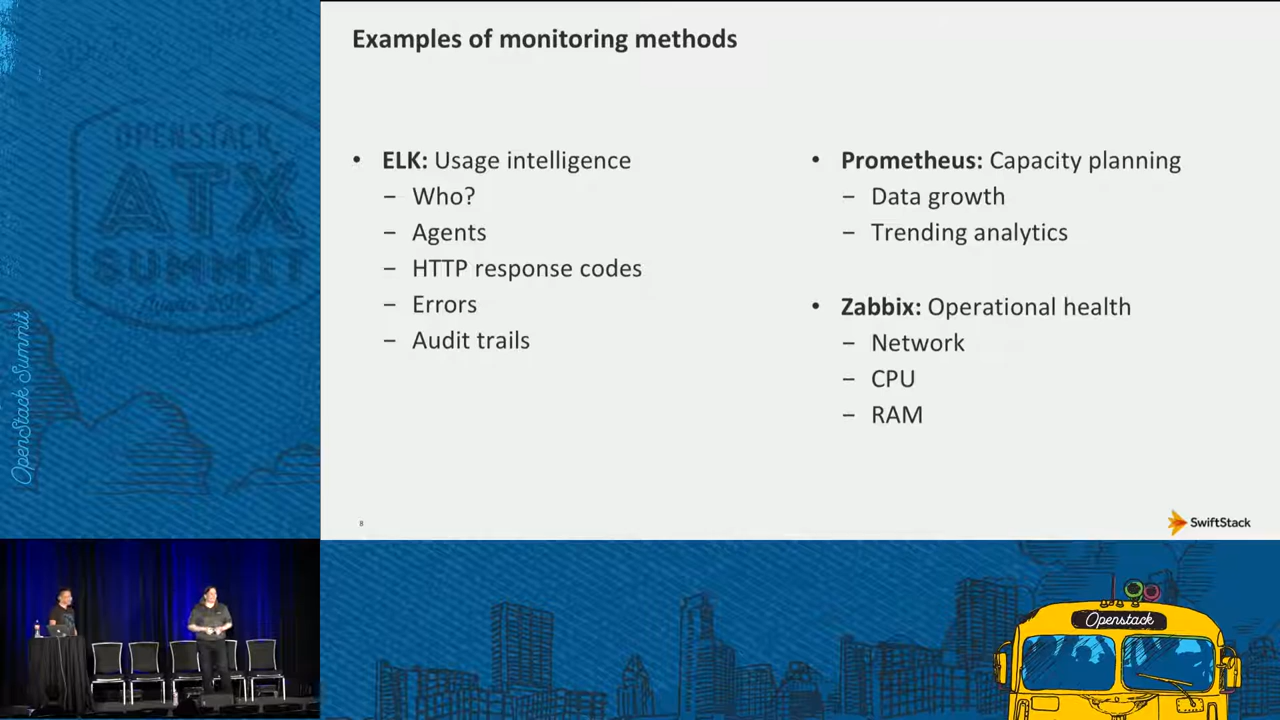 Examples of monitoring methods
• ELK: Usage intelligence
– Who?
– Agents
– HTTP response codes
– Errors
– Audit trails
• Prometheus: Capacity planning
– Data growth
– Trending analytics
• Zabbix: Operational health
– Network
– CPU
– RAM
8
SwiftStack
OPENSTACK
ATX
SUMMIT
OpenStack Summit
Openstack